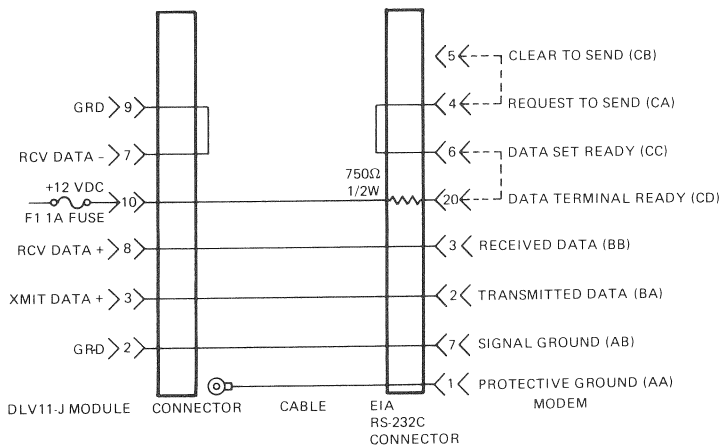 5 CLEAR TO SEND (CB)
GRD 9
4 REQUEST TO SEND (CA)
RCV DATA – 7
6 DATA SET READY (CC)
750Ω
1/2W
+12 VDC
10
F1 1A FUSE
20 DATA TERMINAL READY (CD)
RCV DATA + 8
3 RECEIVED DATA (BB)
XMIT DATA + 3
2 TRANSMITTED DATA (BA)
GRD 2
7 SIGNAL GROUND (AB)
1 PROTECTIVE GROUND (AA)
DLV11-J MODULE CONNECTOR CABLE EIA
RS-232C
CONNECTOR
MODEM